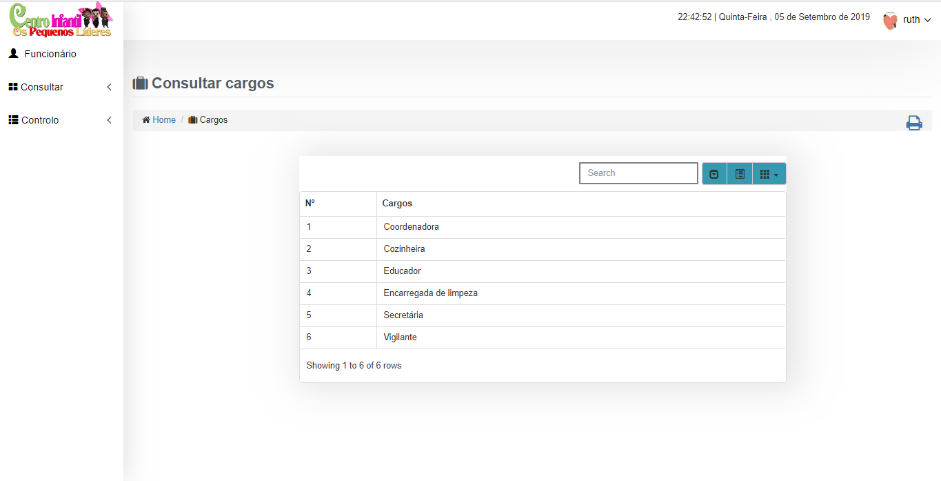 Centro Infantil
Os Pequenos Líderes
22:42:52 | Quinta-Feira , 05 de Setembro de 2019
ruth
Funcionário
Consultar
Controlo
Consultar cargos
Home / Cargos
Search
Nº Cargos
1 Coordenadora
2 Cozinheira
3 Educador
4 Encarregada de limpeza
5 Secretária
6 Vigilante
Showing 1 to 6 of 6 rows